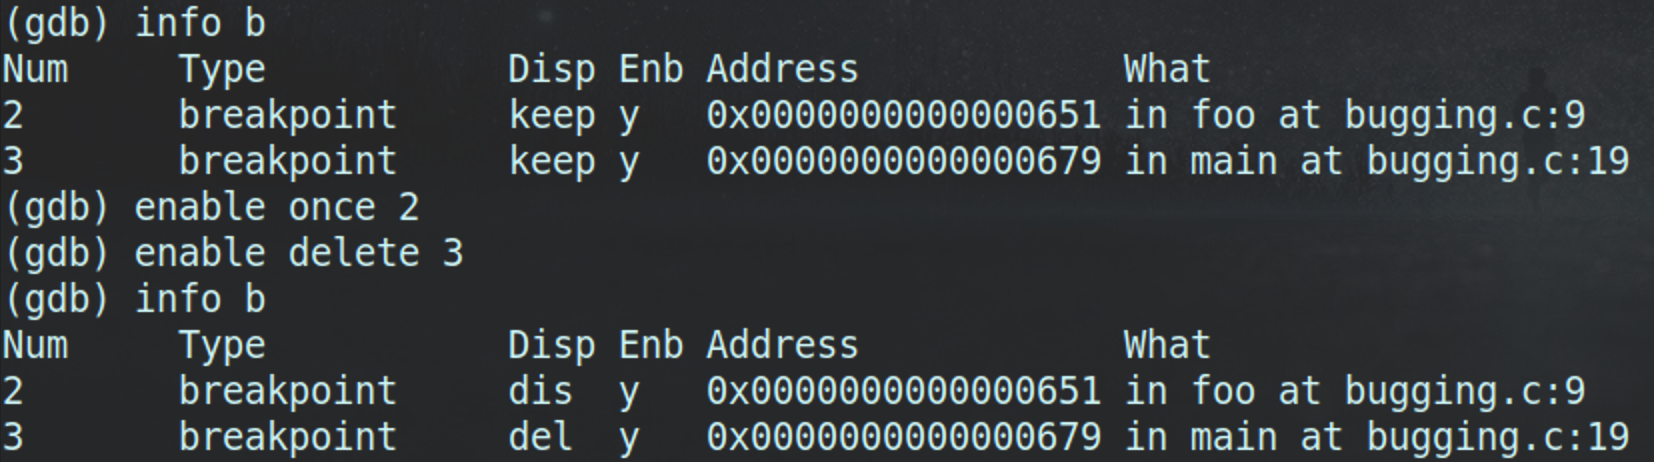 (gdb) info b
Num     Type           Disp Enb Address            What
2       breakpoint     keep y   0x0000000000000651 in foo at bugging.c:9
3       breakpoint     keep y   0x0000000000000679 in main at bugging.c:19
(gdb) enable once 2
(gdb) enable delete 3
(gdb) info b
Num     Type           Disp Enb Address            What
2       breakpoint     dis  y   0x0000000000000651 in foo at bugging.c:9
3       breakpoint     del  y   0x0000000000000679 in main at bugging.c:19